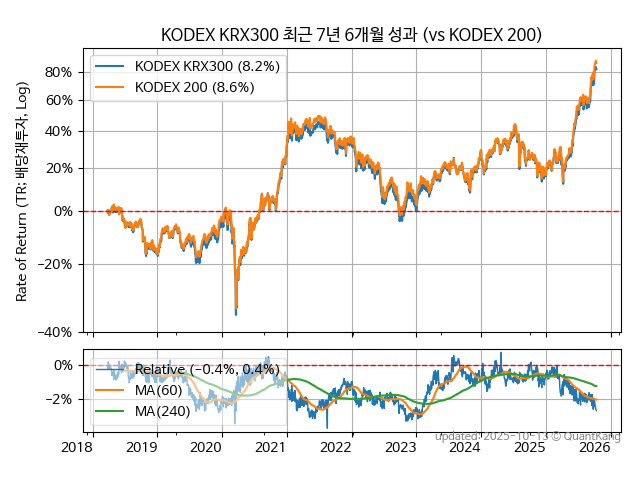 KODEX KRX300 최근 7년 6개월 성과 (vs KODEX 200)
KODEX KRX300 (8.2%)
KODEX 200 (8.6%)
Rate of Return (TR: 배당재투자, Log)
80%
60%
40%
20%
0%
−20%
−40%
Relative (−0.4%, 0.4%)
MA(60)
MA(240)
0%
−2%
2018
2019
2020
2021
2022
2023
2024
2025
2026
updated: 2025-10-13 © QuantKang